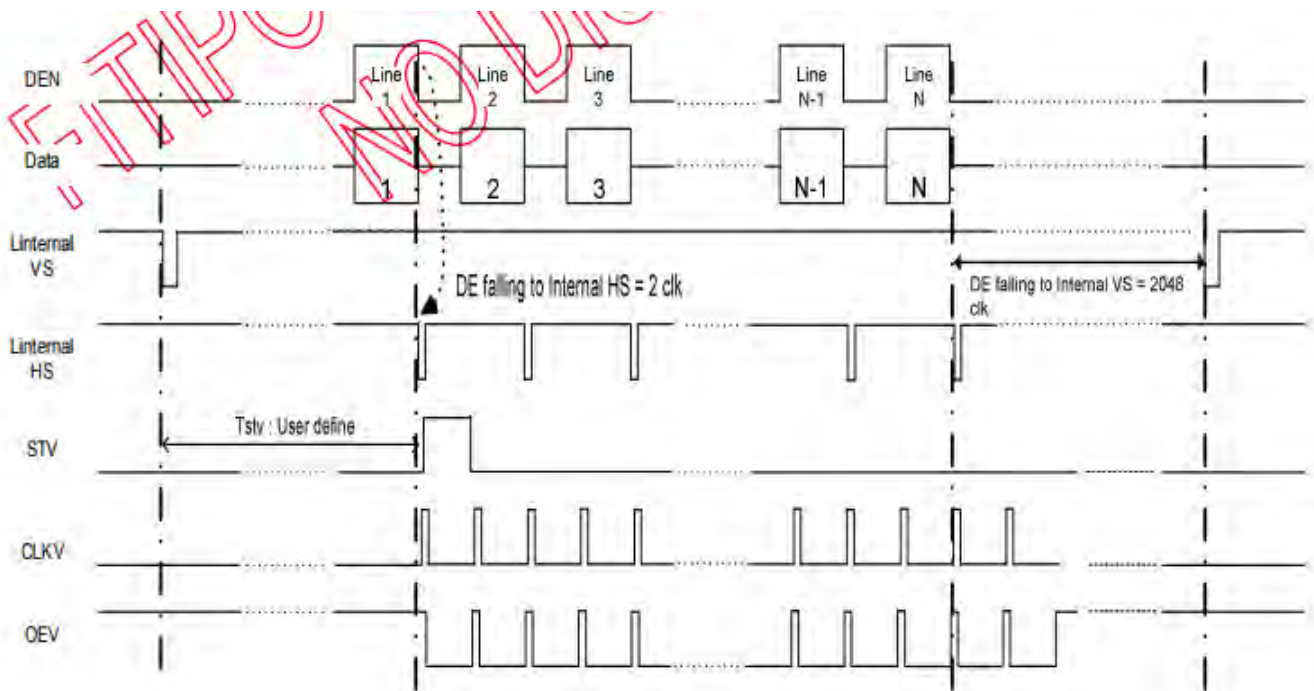 NO DIS
DEN
Line
1
Line
2
Line
3
Line
N-1
Line
N
Data
1
2
3
N-1
N
Linternal
VS
DE falling to Internal HS = 2 clk
DE falling to Internal VS = 2048
clk
Linternal
HS
Tstv : User define
STV
CLKV
OEV